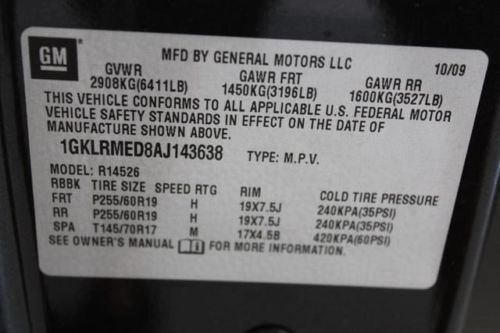 GM
MFD BY GENERAL MOTORS LLC
10/09
GVWR GAWR FRT GAWR RR
2908KG(6411LB) 1450KG(3196LB) 1600KG(3527LB)
THIS VEHICLE CONFORMS TO ALL APPLICABLE U.S. FEDERAL MOTOR
VEHICLE SAFETY STANDARDS IN EFFECT ON THE DATE OF
MANUFACTURE SHOWN ABOVE.
1GKLRMED8AJ143638 TYPE: M.P.V.
MODEL: R14526
RBBK TIRE SIZE SPEED RTG RIM COLD TIRE PRESSURE
FRT P255/60R19 H 19X7.5J 240KPA(35PSI)
RR P255/60R19 H 19X7.5J 240KPA(35PSI)
SPA T145/70R17 M 17X4.5B 420KPA(60PSI)
SEE OWNER'S MANUAL FOR MORE INFORMATION.